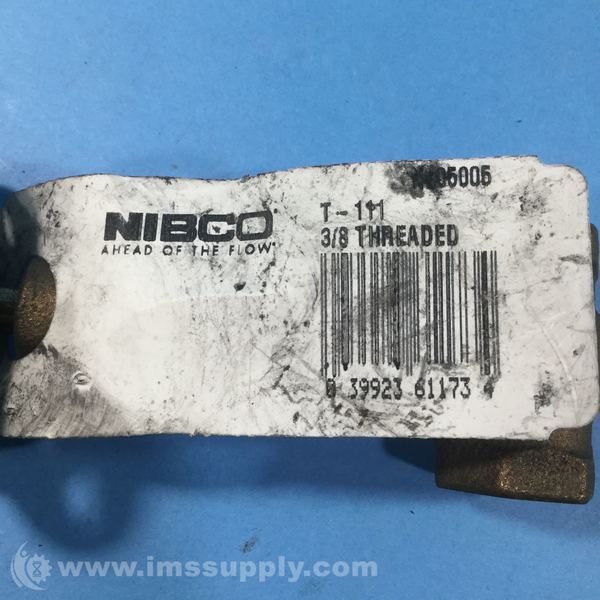 NIBCO
AHEAD OF THE FLOW
T-111
3/8 THREADED
0 39923 61173 4
www.imssupply.com